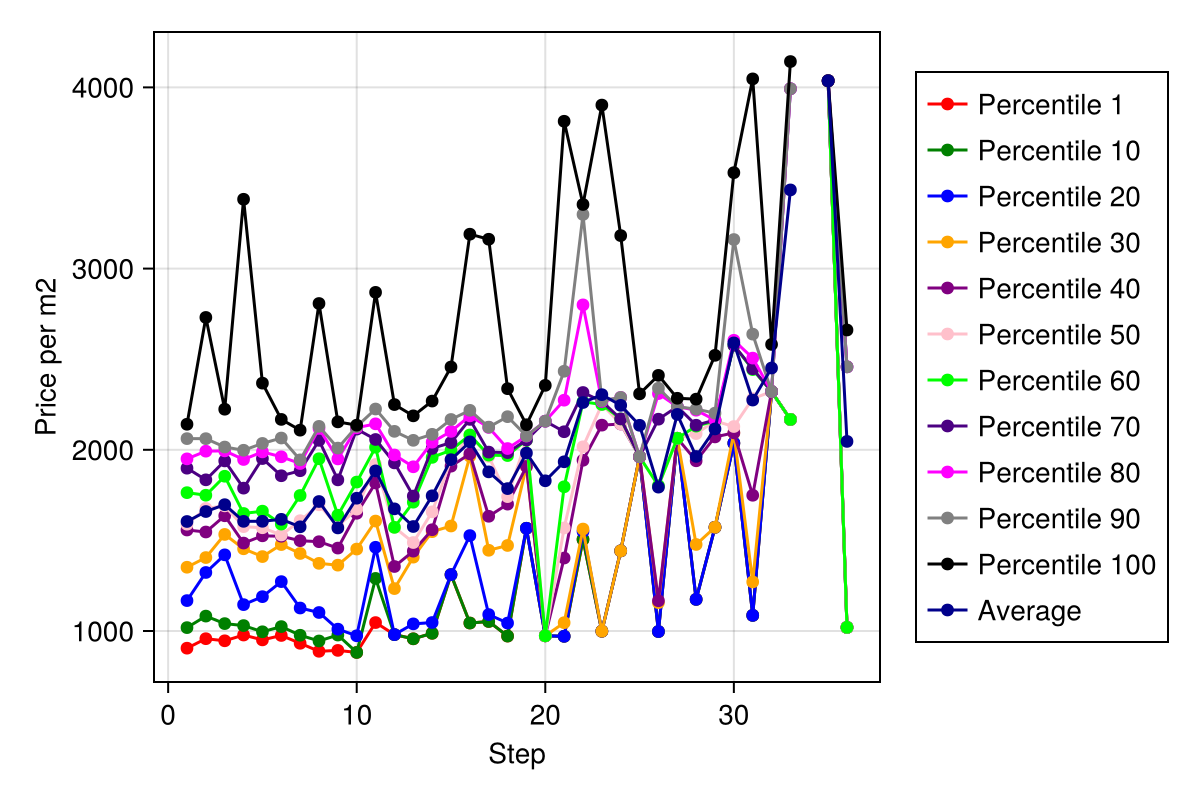 4000
3000
2000
1000
Price per m2
0
10
20
30
Step
Percentile 1
Percentile 10
Percentile 20
Percentile 30
Percentile 40
Percentile 50
Percentile 60
Percentile 70
Percentile 80
Percentile 90
Percentile 100
Average